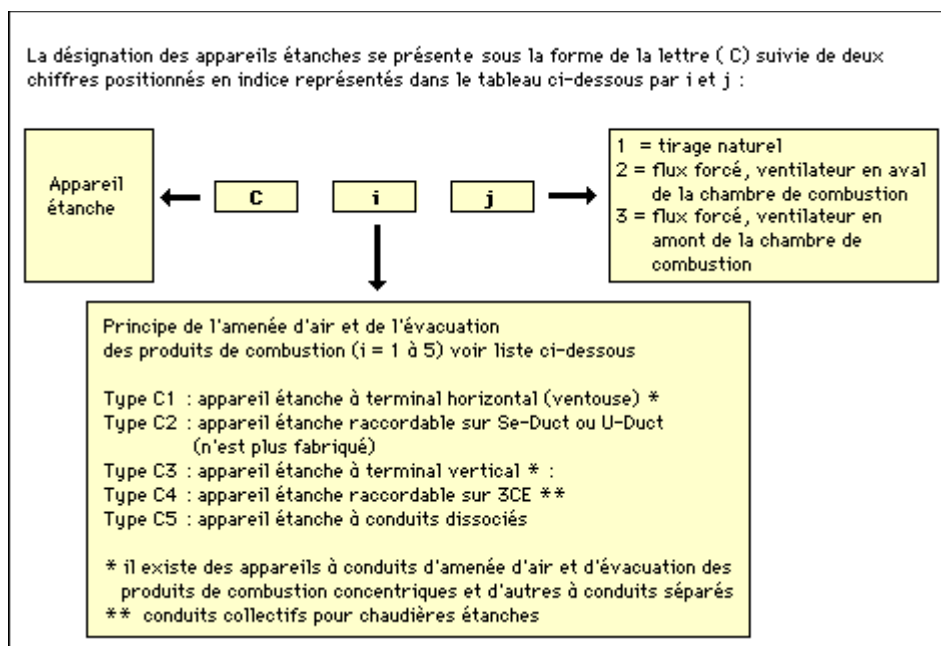 La désignation des appareils étanches se présente sous la forme de la lettre ( C) suivie de deux
chiffres positionnés en indice représentés dans le tableau ci-dessous par i et j :
Appareil
étanche
C
i
j
1 = tirage naturel
2 = flux forcé, ventilateur en aval
de la chambre de combustion
3 = flux forcé, ventilateur en
amont de la chambre de
combustion
Principe de l'amenée d'air et de l'évacuation
des produits de combustion (i = 1 à 5) voir liste ci-dessous
Type C1 : appareil étanche à terminal horizontal (ventouse) *
Type C2 : appareil étanche raccordable sur Se-Duct ou U-Duct
(n'est plus fabriqué)
Type C3 : appareil étanche à terminal vertical * :
Type C4 : appareil étanche raccordable sur 3CE **
Type C5 : appareil étanche à conduits dissociés
* il existe des appareils à conduits d'amenée d'air et d'évacuation des
produits de combustion concentriques et d'autres à conduits séparés
** conduits collectifs pour chaudières étanches